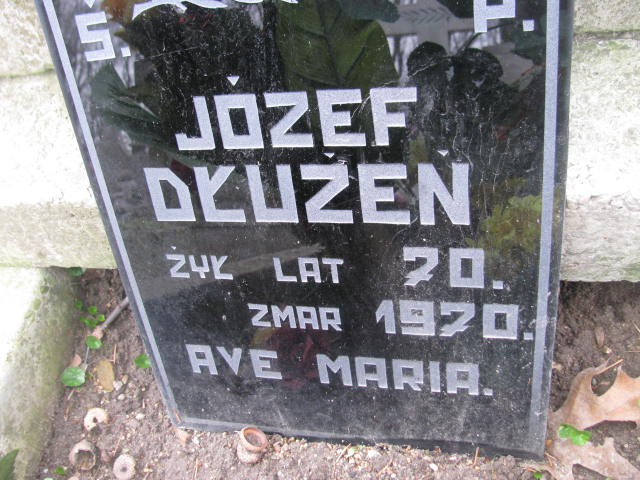 Ś. P.
JÓZEF
DŁUŻEŃ
ŻYŁ LAT 70.
ZMAR 1970.
AVE MARIA.